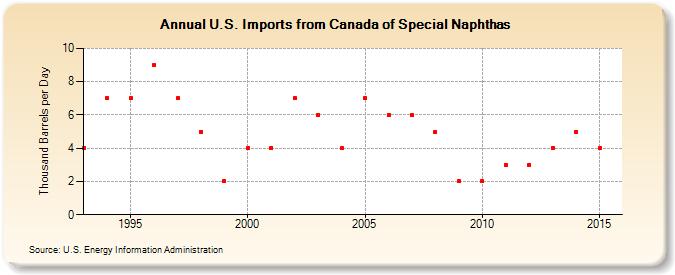 Annual U.S. Imports from Canada of Special Naphthas
Thousand Barrels per Day
10
8
6
4
2
0
1995 2000 2005 2010 2015
Source: U.S. Energy Information Administration